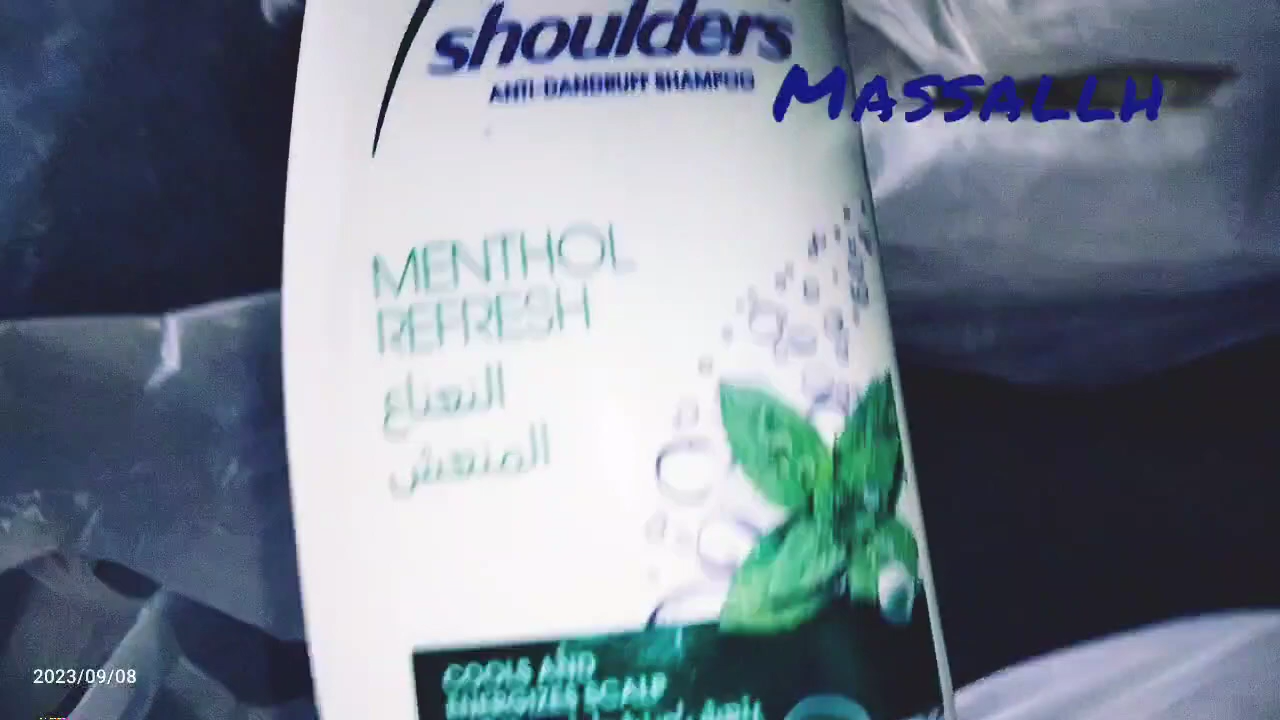 shoulders
ANTI-DANDRUFF SHAMPOO
MASSALLH
MENTHOL
REFRESH
النعناع
المنعش
COOLS AND
ENERGIZES SCALP
2023/09/08